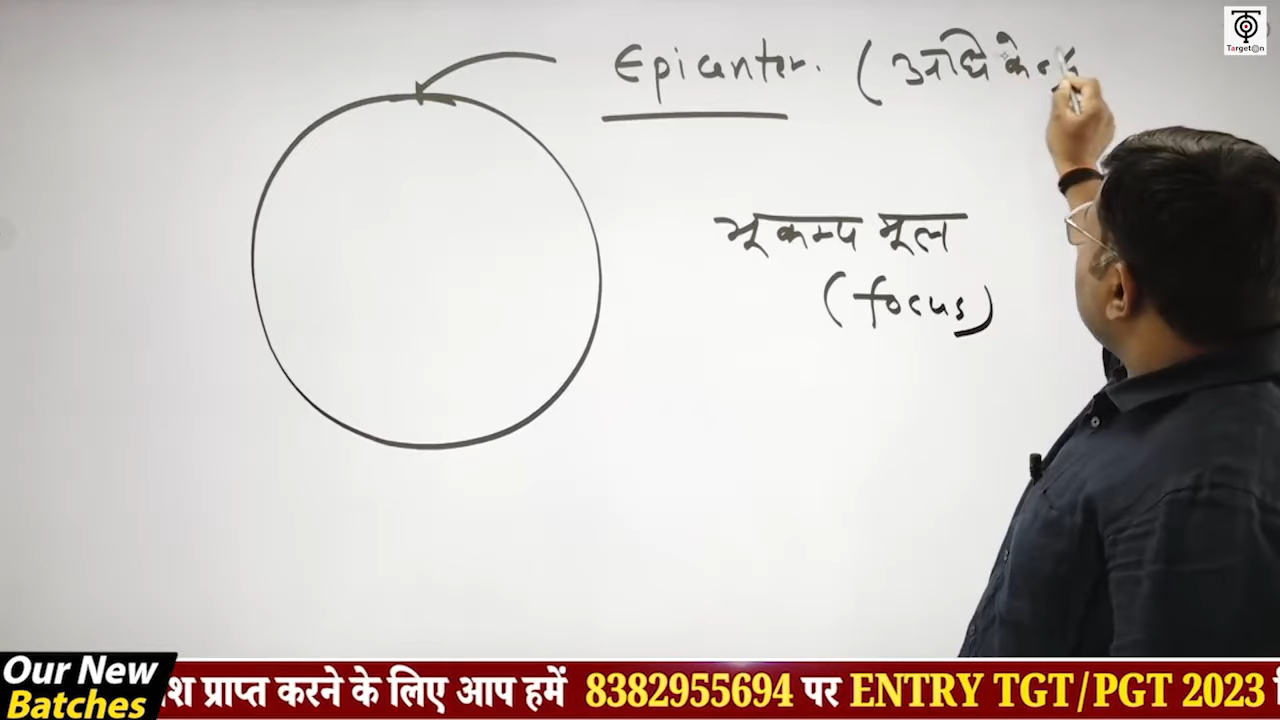 Epicenter. (अधिकेन्द्र
भूकम्प मूल
(focus)
TargetOn
Our New
Batches
श प्राप्त करने के लिए आप हमें 8382955694 पर ENTRY TGT/PGT 2023